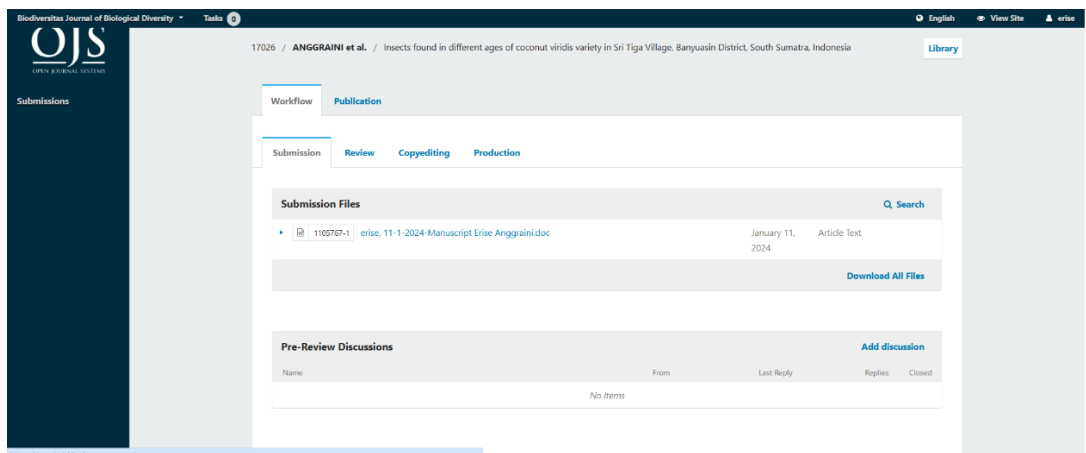 Biodiversitas Journal of Biological Diversity Tasks 0 English View Site erise
OJS
OPEN JOURNAL SYSTEMS
17026 / ANGGRAINI et al. / Insects found in different ages of coconut viridis variety in Sri Tiga Village, Banyuasin District, South Sumatra, Indonesia
Library
Submissions
Workflow Publication
Submission Review Copyediting Production
Submission Files Search
1105767-1 erise, 11-1-2024-Manuscript Erise Anggraini.doc January 11, Article Text
2024
Download All Files
Pre-Review Discussions Add discussion
Name From Last Reply Replies Closed
No Items